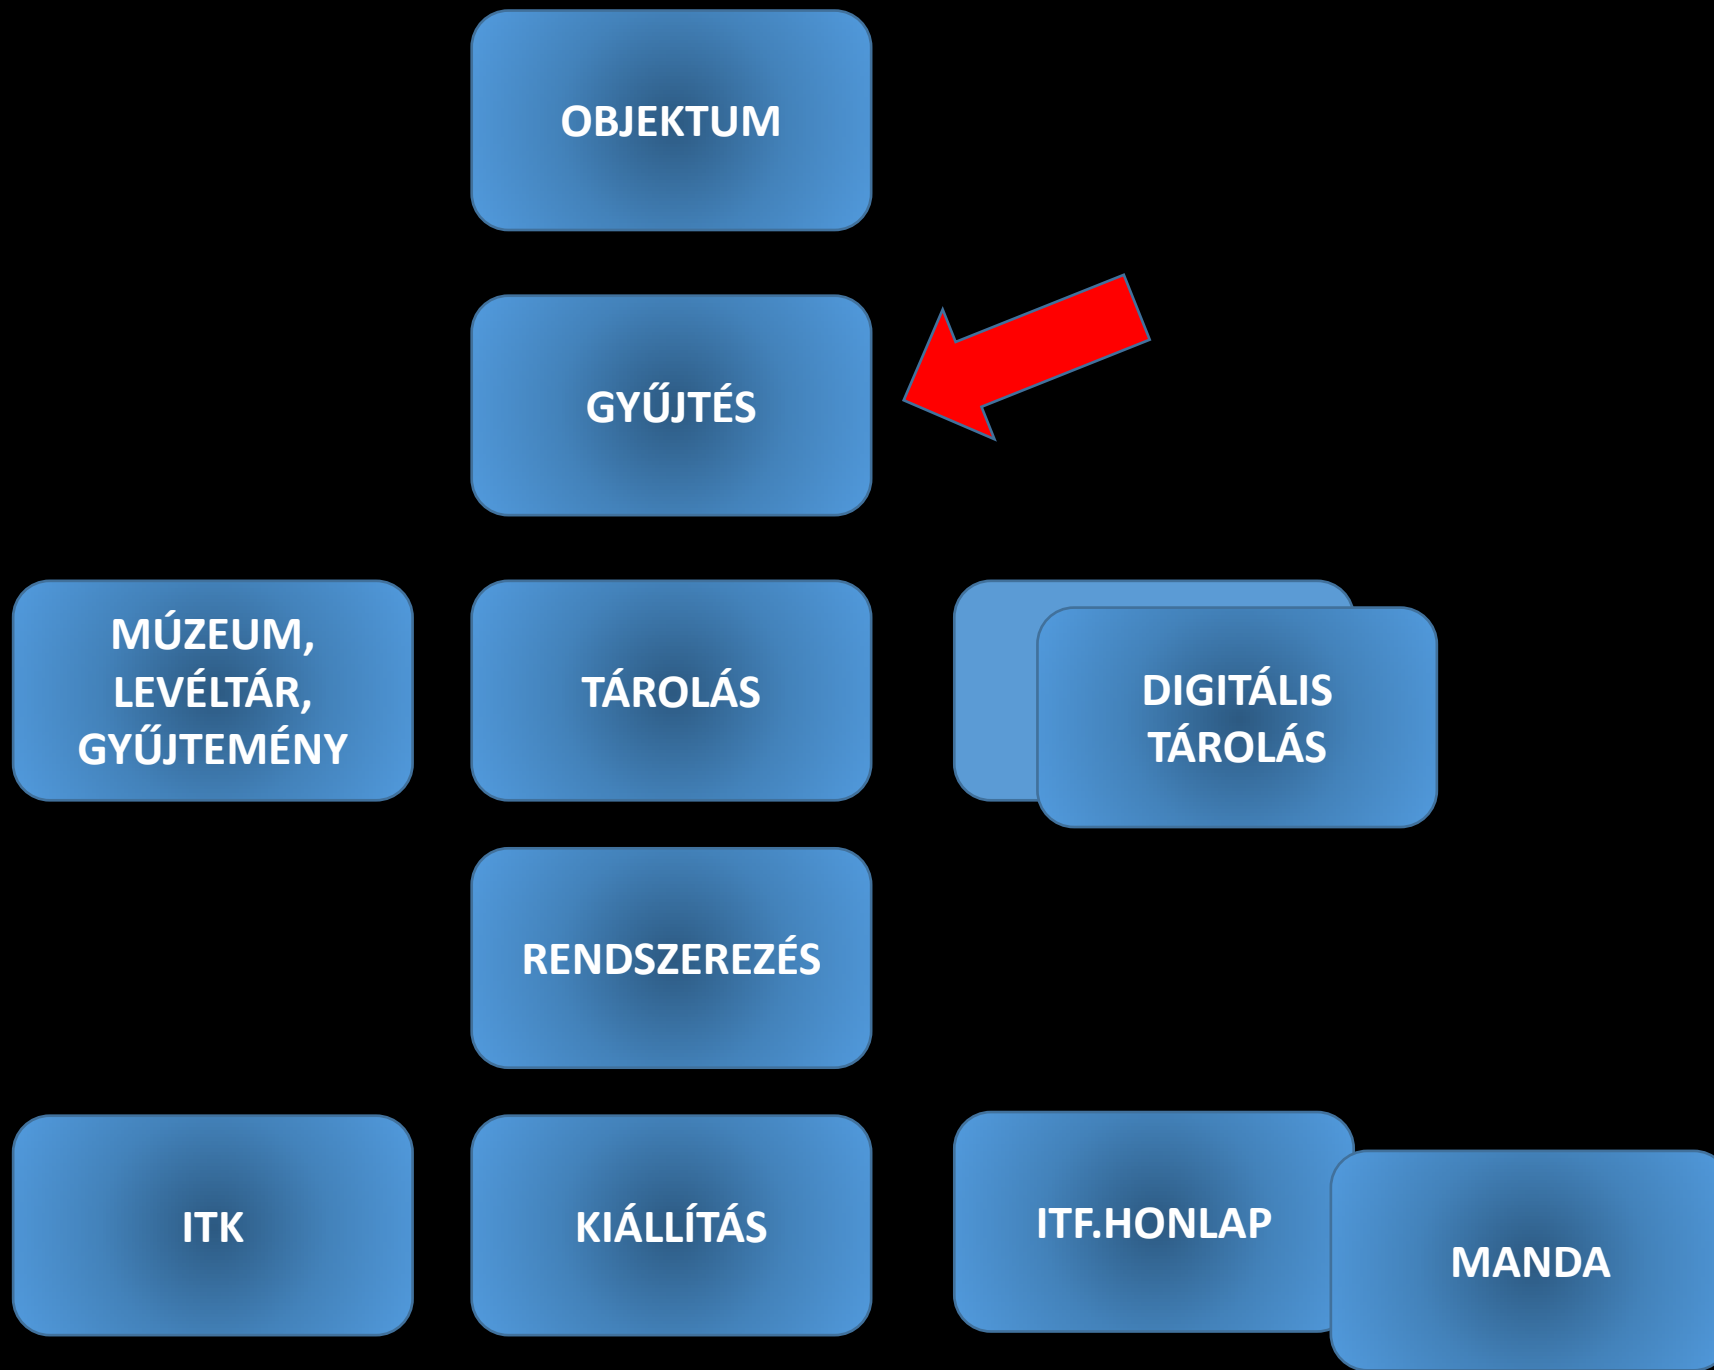 OBJEKTUM
GYŰJTÉS
MÚZEUM,
LEVÉLTÁR,
GYŰJTEMÉNY
TÁROLÁS
DIGITÁLIS
TÁROLÁS
RENDSZEREZÉS
ITK
KIÁLLÍTÁS
ITF.HONLAP
MANDA